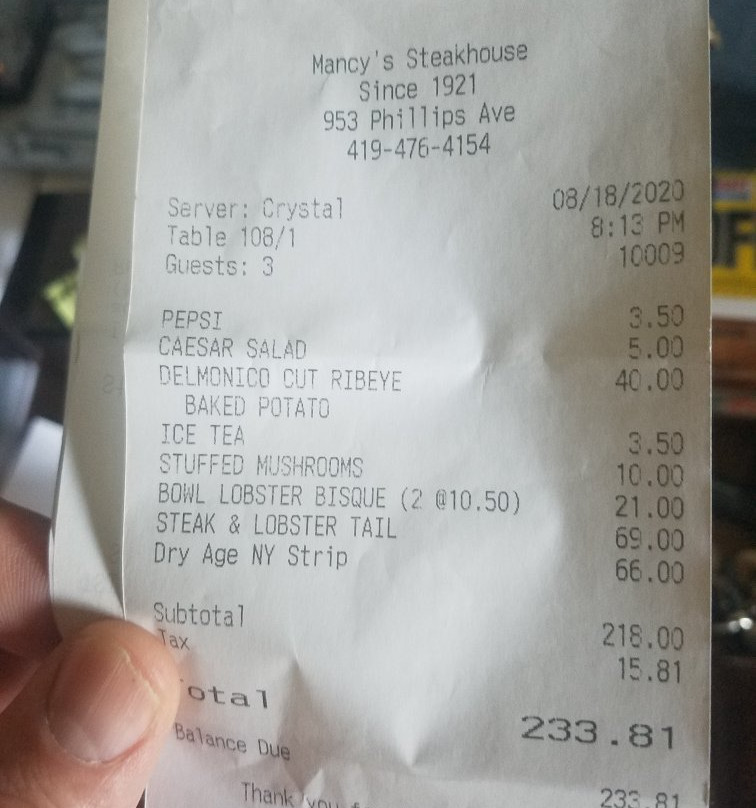 Mancy's Steakhouse
Since 1921
953 Phillips Ave
419-476-4154
08/18/2020
Server: Crystal 8:13 PM
Table 108/1 10009
Guests: 3
PEPSI 3.50
CAESAR SALAD 5.00
DELMONICO CUT RIBEYE 40.00
BAKED POTATO
ICE TEA 3.50
STUFFED MUSHROOMS 10.00
BOWL LOBSTER BISQUE (2 @10.50) 21.00
STEAK & LOBSTER TAIL 69.00
Dry Age NY Strip 66.00
Subtotal 218.00
Tax 15.81
otal 233.81
Balance Due 233.81
Thank you